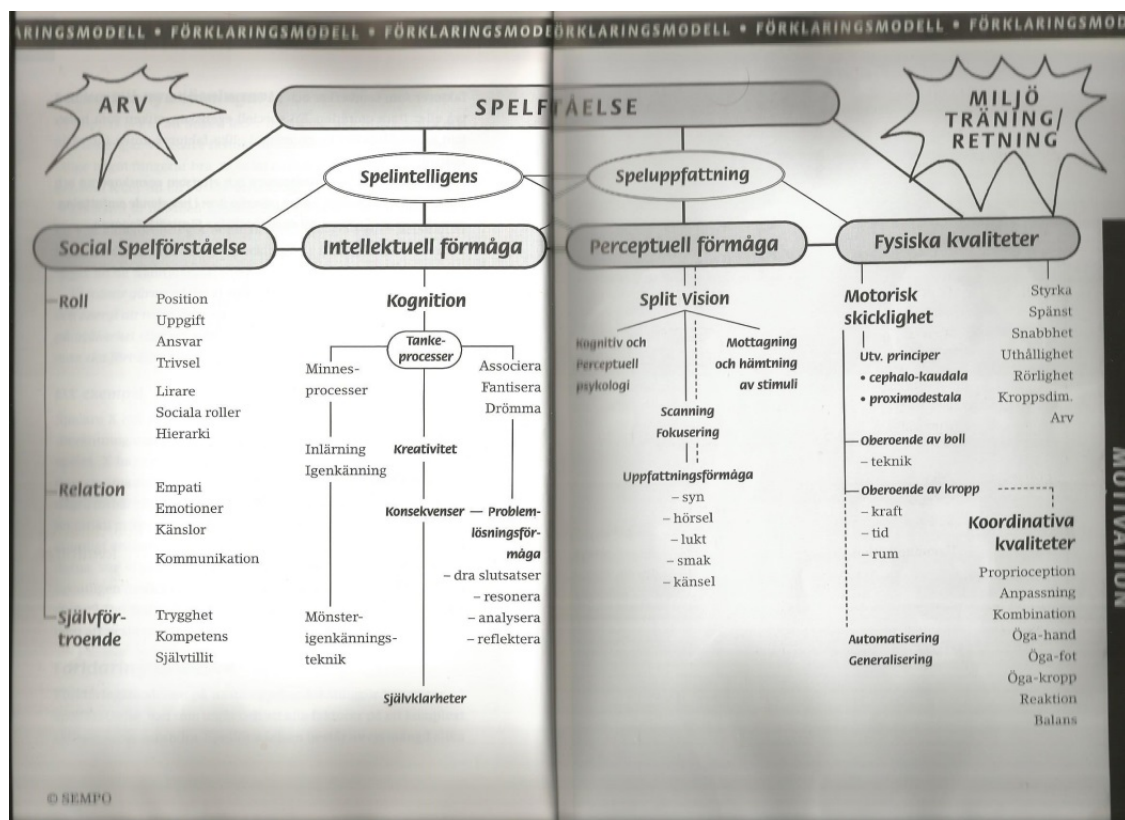 ARINGSMODELL • FÖRKLARINGSMODELL • FÖRKLARINGSMODE
ÖRKLARINGSMODELL • FÖRKLARINGSMODELL • FÖRKLARINGSMOD
ARV
SPELF TÅELSE
MILJÖ
TRÄNING/
RETNING
Spelintelligens
Speluppfattning
Social Spelförståelse
Intellektuell förmåga
Perceptuell förmåga
Fysiska kvaliteter
Roll
Position
Uppgift
Ansvar
Trivsel
Lirare
Sociala roller
Hierarki
Relation
Empati
Emotioner
Känslor
Kommunikation
Självför-
troende
Trygghet
Kompetens
Självtillit
Kognition
Tanke-
processer
Minnes-
processer
Inlärning
Igenkänning
Mönster-
igenkännings-
teknik
Kreativitet
Konsekvenser — Problem-
lösningsför-
måga
– dra slutsatser
– resonera
– analysera
– reflektera
Associera
Fantisera
Drömma
Självklarheter
Split Vision
Kognitiv och
Perceptuell
psykologi
Mottagning
och hämtning
av stimuli
Scanning
Fokusering
Uppfattningsförmåga
– syn
– hörsel
– lukt
– smak
– känsel
Motorisk
skicklighet
Utv. principer
• cephalo-kaudala
• proximodestala
Oberoende av boll
– teknik
Oberoende av kropp
– kraft
– tid
– rum
Automatisering
Generalisering
Styrka
Spänst
Snabbhet
Uthållighet
Rörlighet
Kroppsdim.
Arv
Koordinativa
kvaliteter
Proprioception
Anpassning
Kombination
Öga-hand
Öga-fot
Öga-kropp
Reaktion
Balans
MOTIVATION
© SEMPO